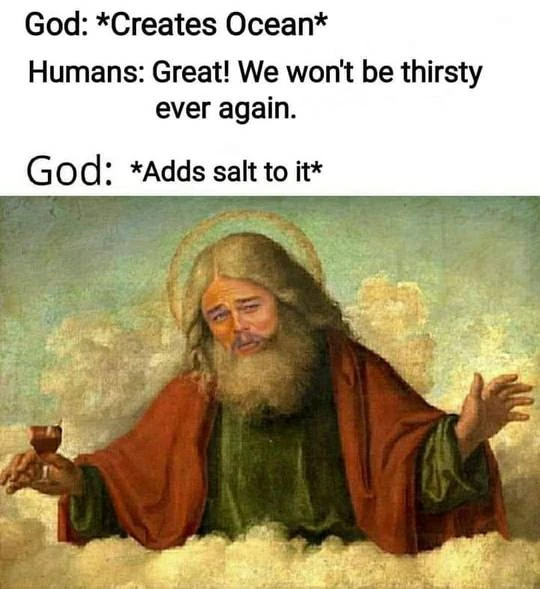 God: *Creates Ocean*
Humans: Great! We won't be thirsty
ever again.
God: *Adds salt to it*